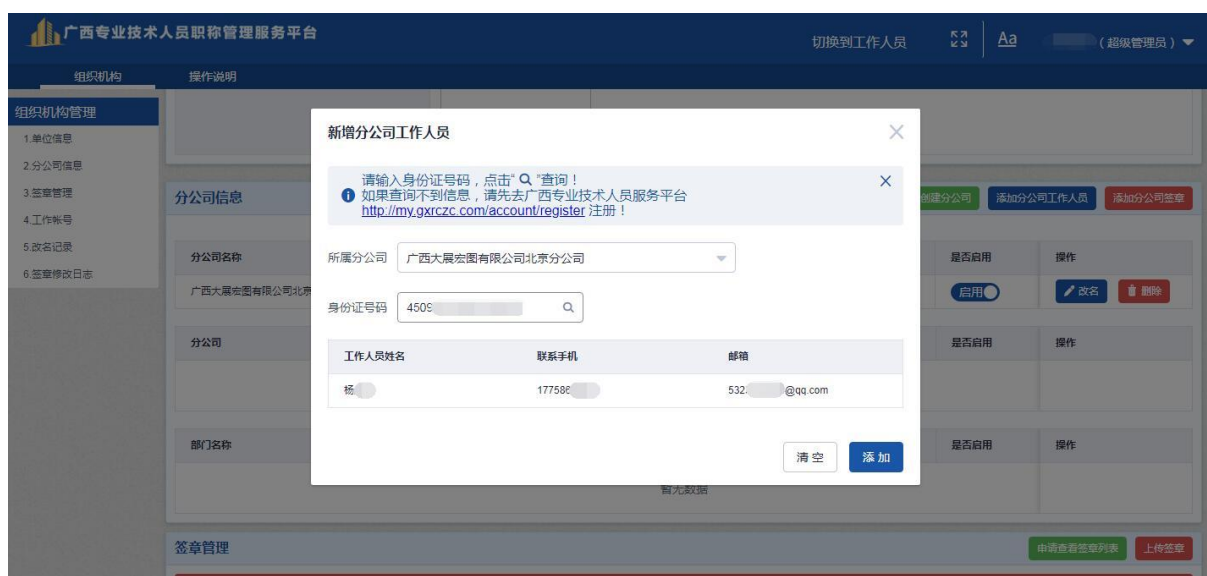 广西专业技术人员职称管理服务平台
切换到工作人员
Aa
(超级管理员)
组织机构
操作说明
组织机构管理
1.单位信息
2.分公司信息
3.签章管理
4.工作帐号
5.改名记录
6.签章修改日志
新增分公司工作人员
请输入身份证号码，点击“ ”查询！
如果查询不到信息，请先去广西专业技术人员服务平台
http://my.gxrczc.com/account/register 注册！
分公司信息
创建分公司
添加分公司工作人员
添加分公司签章
所属分公司
广西大展宏图有限公司北京分公司
身份证号码
4509
工作人员姓名
联系手机
邮箱
杨
177586
532
@qq.com
清空
添加
分公司名称
是否启用
操作
广西大展宏图有限公司北京
启用
改名
删除
分公司
是否启用
操作
部门名称
是否启用
操作
暂无数据
签章管理
申请查看签章列表
上传签章